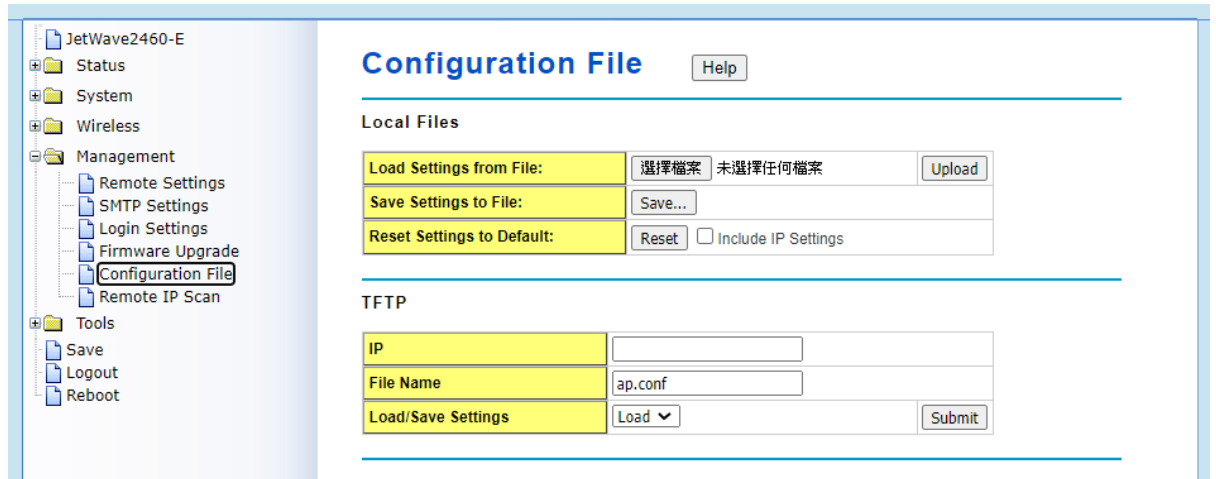 JetWave2460-E
Status
System
Wireless
Management
Remote Settings
SMTP Settings
Login Settings
Firmware Upgrade
Configuration File
Remote IP Scan
Tools
Save
Logout
Reboot
Configuration File Help
Local Files
Load Settings from File: 選擇檔案 未選擇任何檔案 Upload
Save Settings to File: Save...
Reset Settings to Default: Reset Include IP Settings
TFTP
IP
File Name ap.conf
Load/Save Settings Load Submit